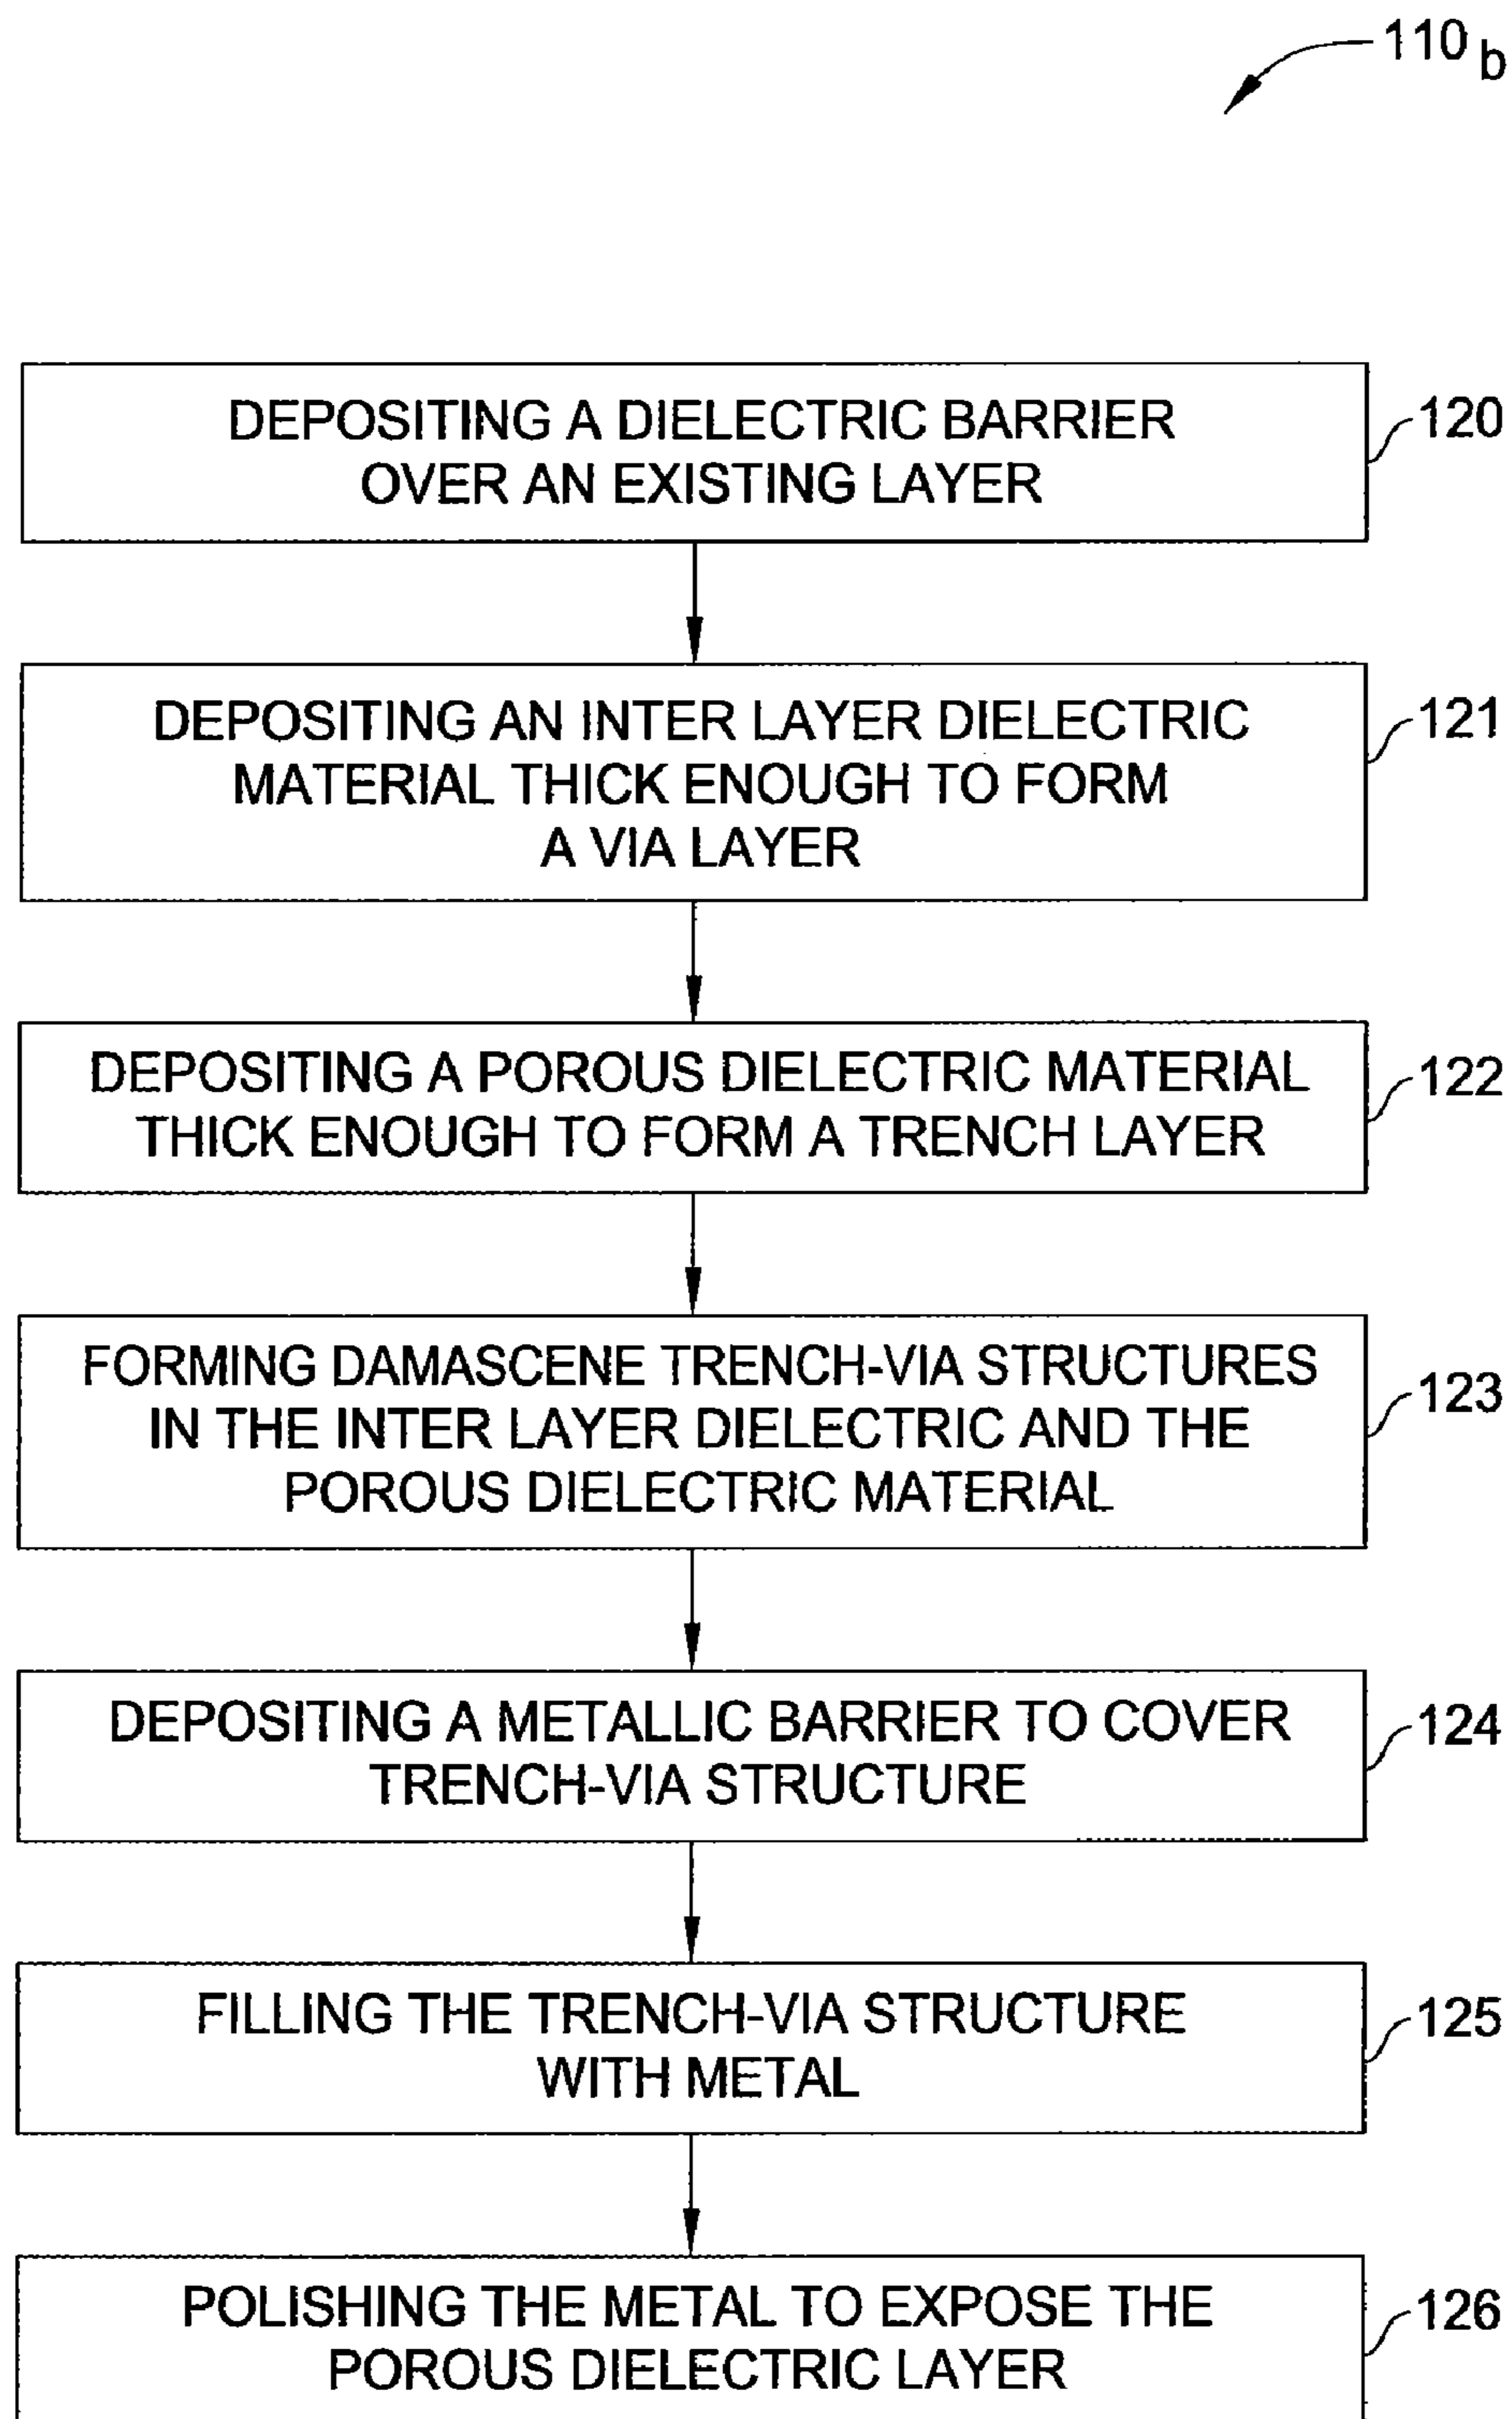 110 b
DEPOSITING A DIELECTRIC BARRIER
OVER AN EXISTING LAYER
120
DEPOSITING AN INTER LAYER DIELECTRIC
MATERIAL THICK ENOUGH TO FORM
A VIA LAYER
121
DEPOSITING A POROUS DIELECTRIC MATERIAL
THICK ENOUGH TO FORM A TRENCH LAYER
122
FORMING DAMASCENE TRENCH-VIA STRUCTURES
IN THE INTER LAYER DIELECTRIC AND THE
POROUS DIELECTRIC MATERIAL
123
DEPOSITING A METALLIC BARRIER TO COVER
TRENCH-VIA STRUCTURE
124
FILLING THE TRENCH-VIA STRUCTURE
WITH METAL
125
POLISHING THE METAL TO EXPOSE THE
POROUS DIELECTRIC LAYER
126